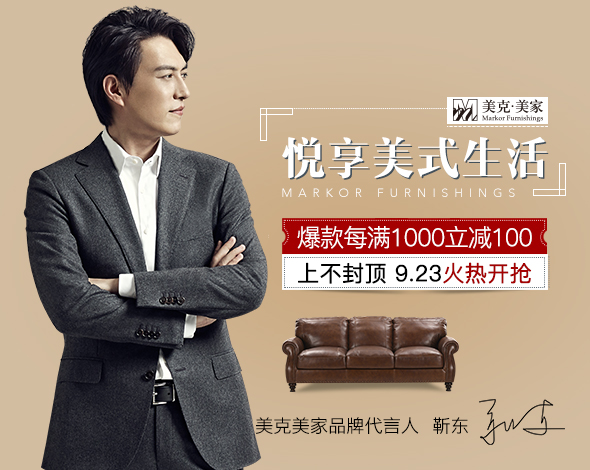 美克·美家
Markor Furnishings
悦享美式生活
MARKOR FURNISHINGS
爆款每满1000立减100
上不封顶 9.23火热开抢
美克美家品牌代言人 靳东